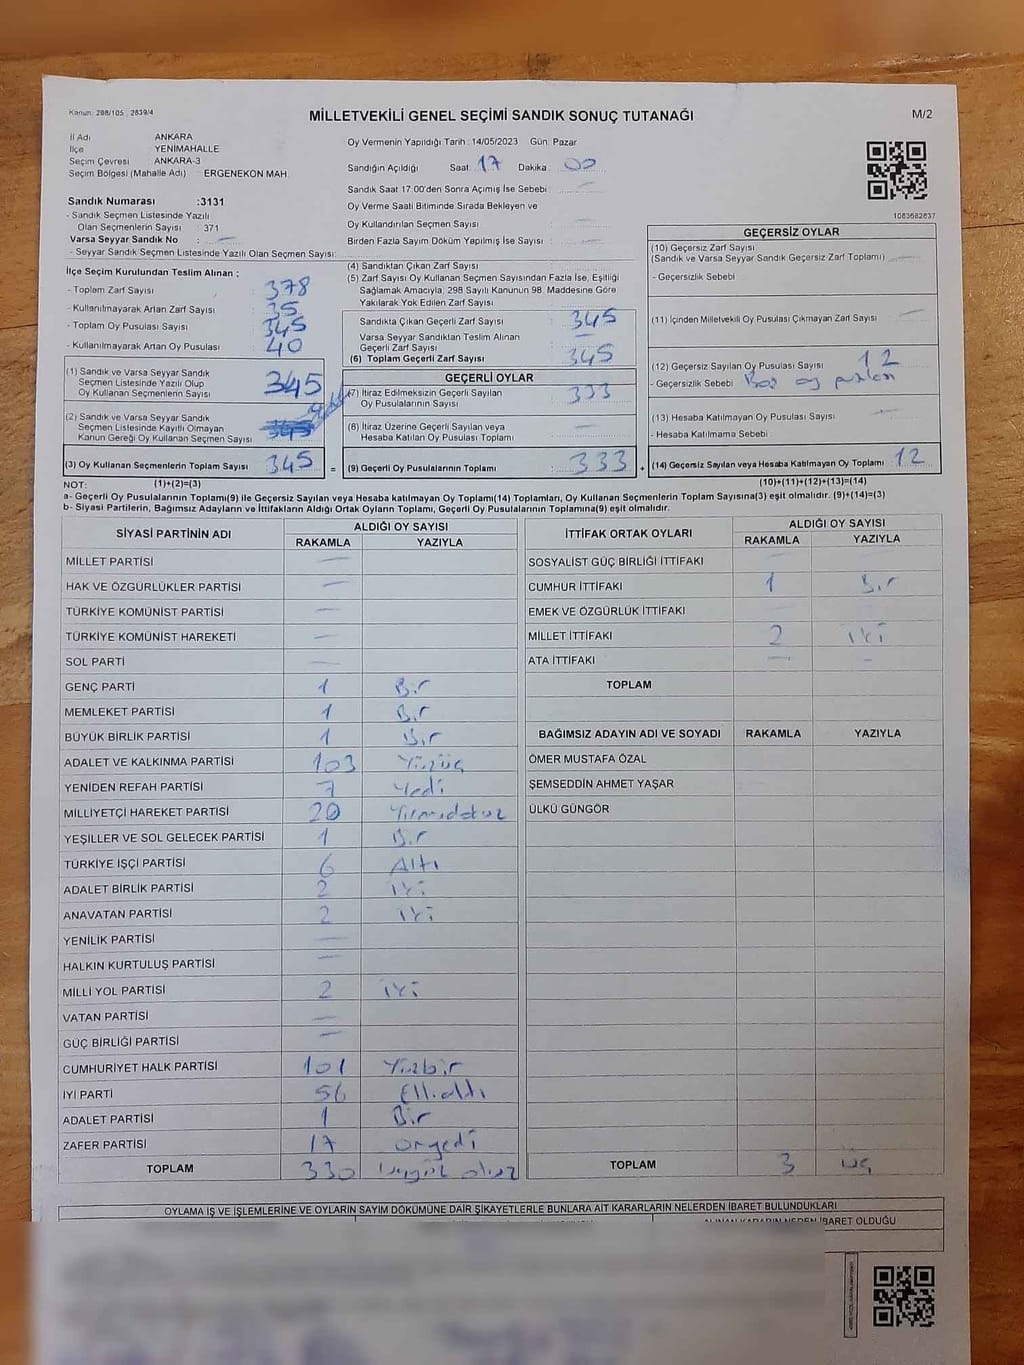 Kanun: 298/105 , 2839/4
MİLLETVEKİLİ GENEL SEÇİMİ SANDIK SONUÇ TUTANAĞI
M/2
İl Adı ANKARA
İlçe YENİMAHALLE
Seçim Çevresi ANKARA-3
Seçim Bölgesi (Mahalle Adı) : ERGENEKON MAH.
Oy Vermenin Yapıldığı Tarih : 14/05/2023 Gün: Pazar
Sandığın Açıldığı Saat: 17 Dakika : 00
Sandık Saat 17.00'den Sonra Açımış İse Sebebi :
Oy Verme Saati Bitiminde Sırada Bekleyen ve
Oy Kullandırılan Seçmen Sayısı :
Birden Fazla Sayım Döküm Yapılmış İse Sayısı :
1083682837
Sandık Numarası :3131
- Sandık Seçmen Listesinde Yazılı
Olan Seçmenlerin Sayısı : 371
Varsa Seyyar Sandık No :
- Seyyar Sandık Seçmen Listesinde Yazılı Olan Seçmen Sayısı:
İlçe Seçim Kurulundan Teslim Alınan :
- Toplam Zarf Sayısı : 378
- Kullanılmayarak Artan Zarf Sayısı : 35
- Toplam Oy Pusulası Sayısı : 345
- Kullanılmayarak Artan Oy Pusulası : 40
(1) Sandık ve Varsa Seyyar Sandık
Seçmen Listesinde Yazılı Olup
Oy Kullanan Seçmenlerin Sayısı : 345
(2) Sandık ve Varsa Seyyar Sandık
Seçmen Listesinde Kayıtlı Olmayan
Kanun Gereği Oy Kullanan Seçmen Sayısı :
(3) Oy Kullanan Seçmenlerin Toplam Sayısı : 345 =
(4) Sandıktan Çıkan Zarf Sayısı :
(5) Zarf Sayısı Oy Kullanan Seçmen Sayısından Fazla İse, Eşitliği
Sağlamak Amacıyla, 298 Sayılı Kanunun 98. Maddesine Göre
Yakılarak Yok Edilen Zarf Sayısı
Sandıkta Çıkan Geçerli Zarf Sayısı : 345
Varsa Seyyar Sandıktan Teslim Alınan
Geçerli Zarf Sayısı :
(6) Toplam Geçerli Zarf Sayısı : 345
GEÇERLİ OYLAR
(7) İtiraz Edilmeksizin Geçerli Sayılan
Oy Pusulalarının Sayısı : 333
(8) İtiraz Üzerine Geçerli Sayılan veya
Hesaba Katılan Oy Pusulası Toplamı :
(9) Geçerli Oy Pusulalarının Toplamı : 333 +
GEÇERSİZ OYLAR
(10) Geçersiz Zarf Sayısı
(Sandık ve Varsa Seyyar Sandık Geçersiz Zarf Toplamı) :
- Geçersizlik Sebebi
(11) İçinden Milletvekili Oy Pusulası Çıkmayan Zarf Sayısı :
(12) Geçersiz Sayılan Oy Pusulası Sayısı : 12
- Geçersizlik Sebebi : Boş oy pusulası
(13) Hesaba Katılmayan Oy Pusulası Sayısı :
- Hesaba Katılmama Sebebi
(14) Geçersiz Sayılan veya Hesaba Katılmayan Oy Toplamı : 12
NOT: (1)+(2)=(3) (10)+(11)+(12)+(13)=(14)
a- Geçerli Oy Pusulalarının Toplamı(9) ile Geçersiz Sayılan veya Hesaba katılmayan Oy Toplamı(14) Toplamları, Oy Kullanan Seçmenlerin Toplam Sayısına(3) eşit olmalıdır. (9)+(14)=(3)
b- Siyasi Partilerin, Bağımsız Adayların ve İttifakların Aldığı Ortak Oyların Toplamı, Geçerli Oy Pusulalarının Toplamına(9) eşit olmalıdır.
SİYASİ PARTİNİN ADI ALDIĞI OY SAYISI
RAKAMLA YAZIYLA
MİLLET PARTİSİ
HAK VE ÖZGÜRLÜKLER PARTİSİ
TÜRKİYE KOMÜNİST PARTİSİ
TÜRKİYE KOMÜNİST HAREKETİ
SOL PARTİ
GENÇ PARTİ 1 Bir
MEMLEKET PARTİSİ 1 Bir
BÜYÜK BİRLİK PARTİSİ 1 Bir
ADALET VE KALKINMA PARTİSİ 103 Yüzüç
YENİDEN REFAH PARTİSİ 7 Yedi
MİLLİYETÇİ HAREKET PARTİSİ Yirmidokuz
YEŞİLLER VE SOL GELECEK PARTİSİ 1 Bir
TÜRKİYE İŞÇİ PARTİSİ 6 Altı
ADALET BİRLİK PARTİSİ 2 iki
ANAVATAN PARTİSİ 2 iki
YENİLİK PARTİSİ
HALKIN KURTULUŞ PARTİSİ
MİLLİ YOL PARTİSİ 2 iki
VATAN PARTİSİ
GÜÇ BİRLİĞİ PARTİSİ
CUMHURİYET HALK PARTİSİ 101 Yüzbir
İYİ PARTİ 56 Ellialtı
ADALET PARTİSİ 1 Bir
ZAFER PARTİSİ 17 onyedi
TOPLAM 330 üçyüz otuz
İTTİFAK ORTAK OYLARI ALDIĞI OY SAYISI
RAKAMLA YAZIYLA
SOSYALİST GÜÇ BİRLİĞİ İTTİFAKI
CUMHUR İTTİFAKI 1 Bir
EMEK VE ÖZGÜRLÜK İTTİFAKI
MİLLET İTTİFAKI 2 iki
ATA İTTİFAKI
TOPLAM
BAĞIMSIZ ADAYIN ADI VE SOYADI RAKAMLA YAZIYLA
ÖMER MUSTAFA ÖZAL
ŞEMSEDDİN AHMET YAŞAR
ÜLKÜ GÜNGÖR
TOPLAM 3 üç
OYLAMA İŞ VE İŞLEMLERİNE VE OYLARIN SAYIM DÖKÜMÜNE DAİR ŞİKAYETLERLE BUNLARA AİT KARARLARIN NELERDEN İBARET BULUNDUKLARI
ALINAN KARARIN NEDEN İBARET OLDUĞU